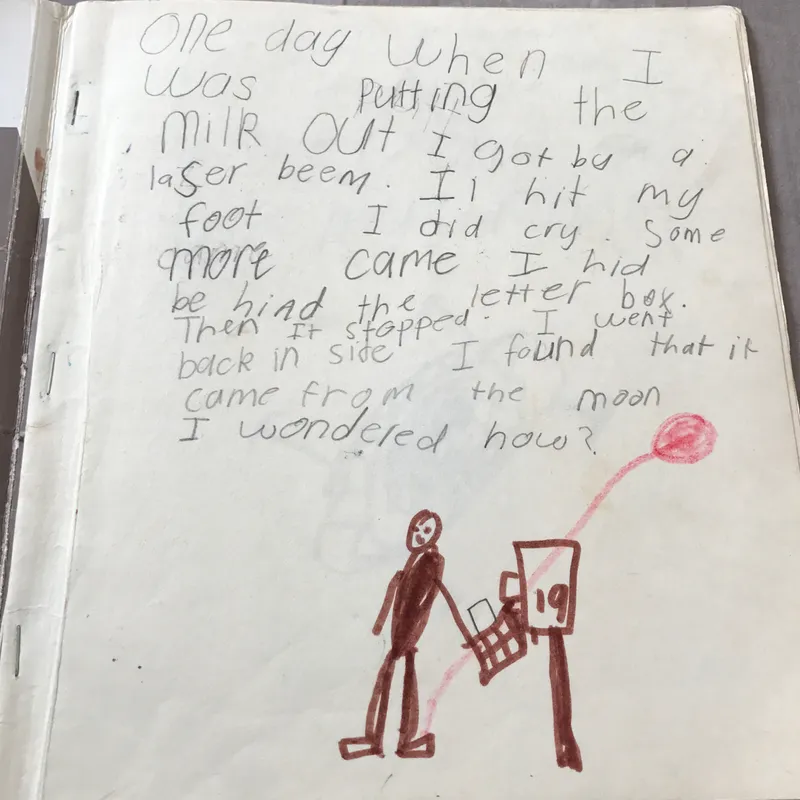 One day when I
was putting the
milk out I got by a
laser beem. It hit my
foot I did cry. Some
more came I hid
be hind the letter box.
Then It stopped. I went
back in side I found that it
came from the moon
I wondered how?
19